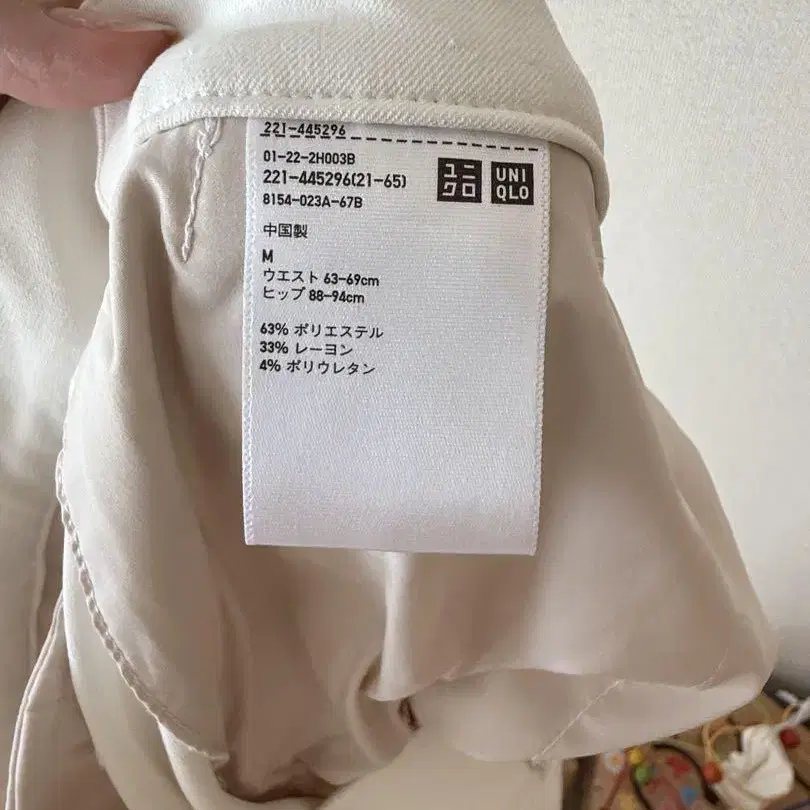 221-445296
01-22-2H003B
221-445296(21-65)
8154-023A-67B
ユニ
クロ
UNI
QLO
中国製
M
ウエスト 63-69cm
ヒップ 88-94cm
63% ポリエステル
33% レーヨン
4% ポリウレタン